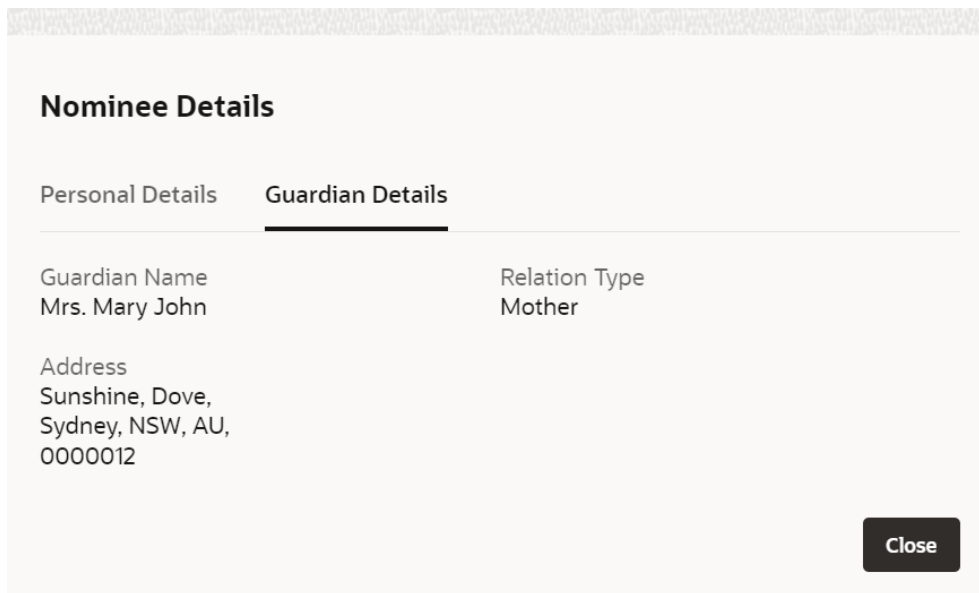 Nominee Details
Personal Details Guardian Details
Guardian Name Relation Type
Mrs. Mary John Mother
Address
Sunshine, Dove,
Sydney, NSW, AU,
0000012
Close